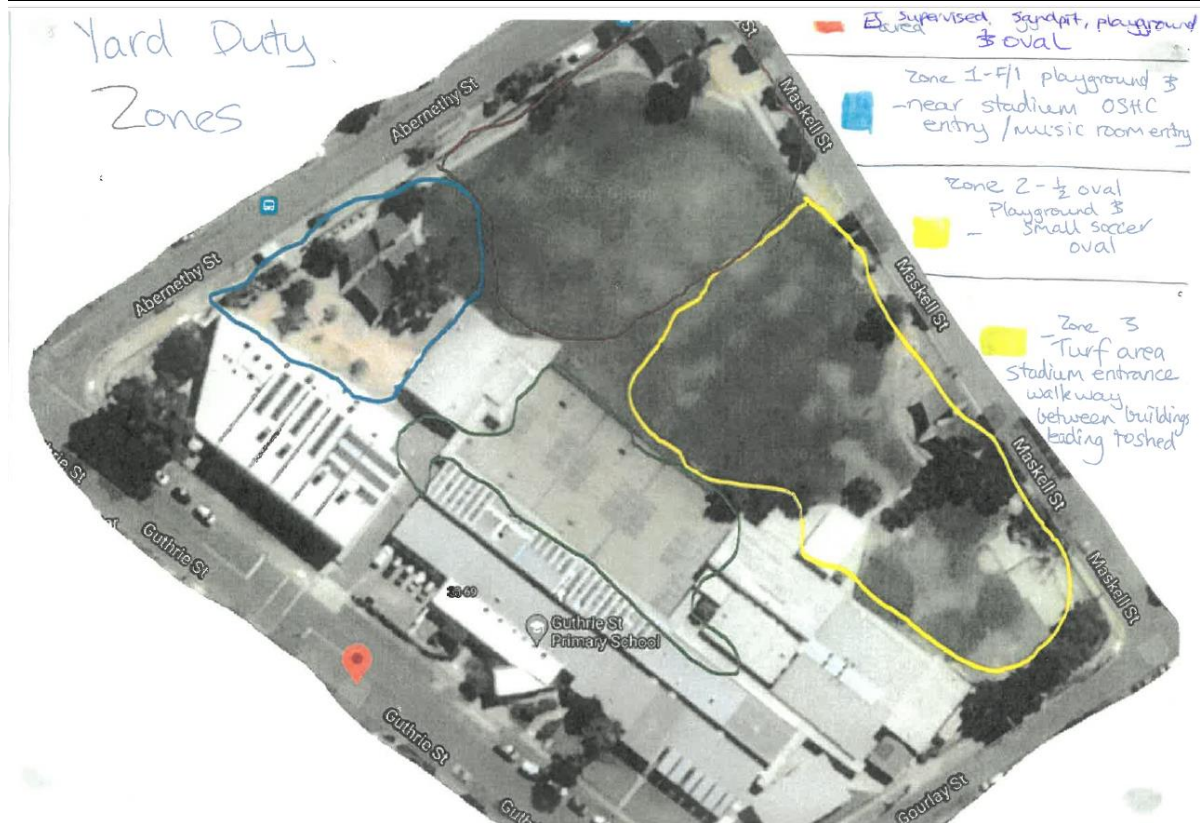 Yard Duty
Zones
supervised, sandpit, playground
area
½ oval
Zone 1 - F/1 playground &
- near stadium OSHC
entry / music room entry
Zone 2 - ½ oval
Playground &
- small soccer
oval
Zone 3
- Turf area
stadium entrance
walkway
between buildings
leading to shed
Abernethy St
Abernethy St
St
Maskell St
Maskell St
Maskell St
Maskell St
Guthrie St
Guthrie St
Guthrie St
Primary School
Gourlay St